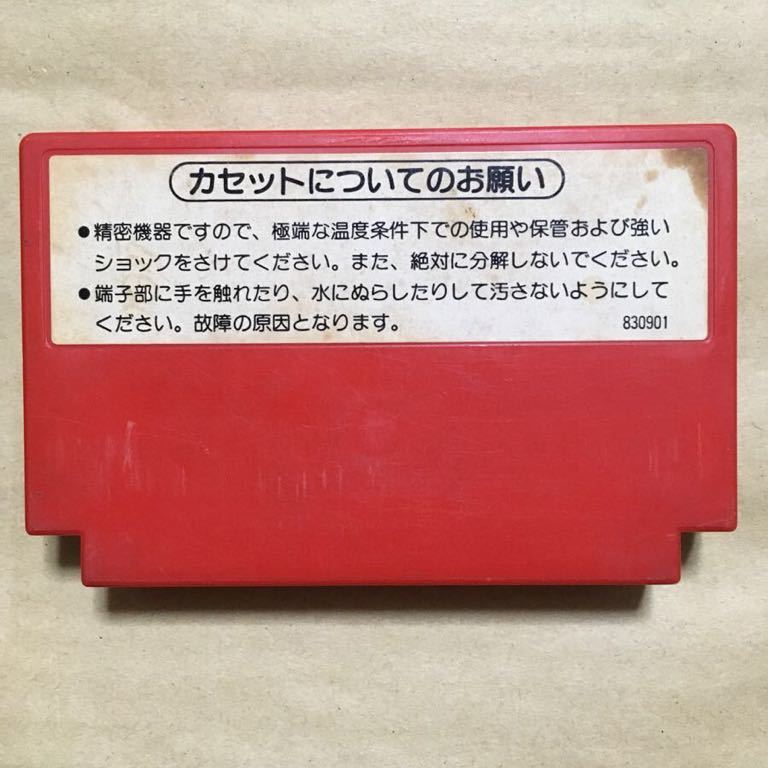 カセットについてのお願い
●精密機器ですので、極端な温度条件下での使用や保管および強い
ショックをさけてください。また、絶対に分解しないでください。
●端子部に手を触れたり、水にぬらしたりして汚さないようにして
ください。故障の原因となります。 830901